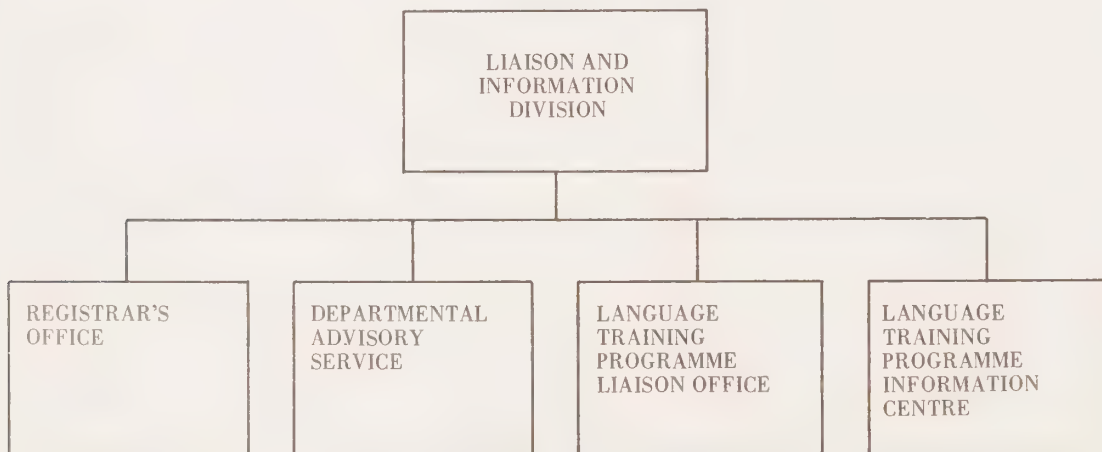 LIAISON AND
INFORMATION
DIVISION
REGISTRAR'S
OFFICE
DEPARTMENTAL
ADVISORY
SERVICE
LANGUAGE
TRAINING
PROGRAMME
LIAISON OFFICE
LANGUAGE
TRAINING
PROGRAMME
INFORMATION
CENTRE